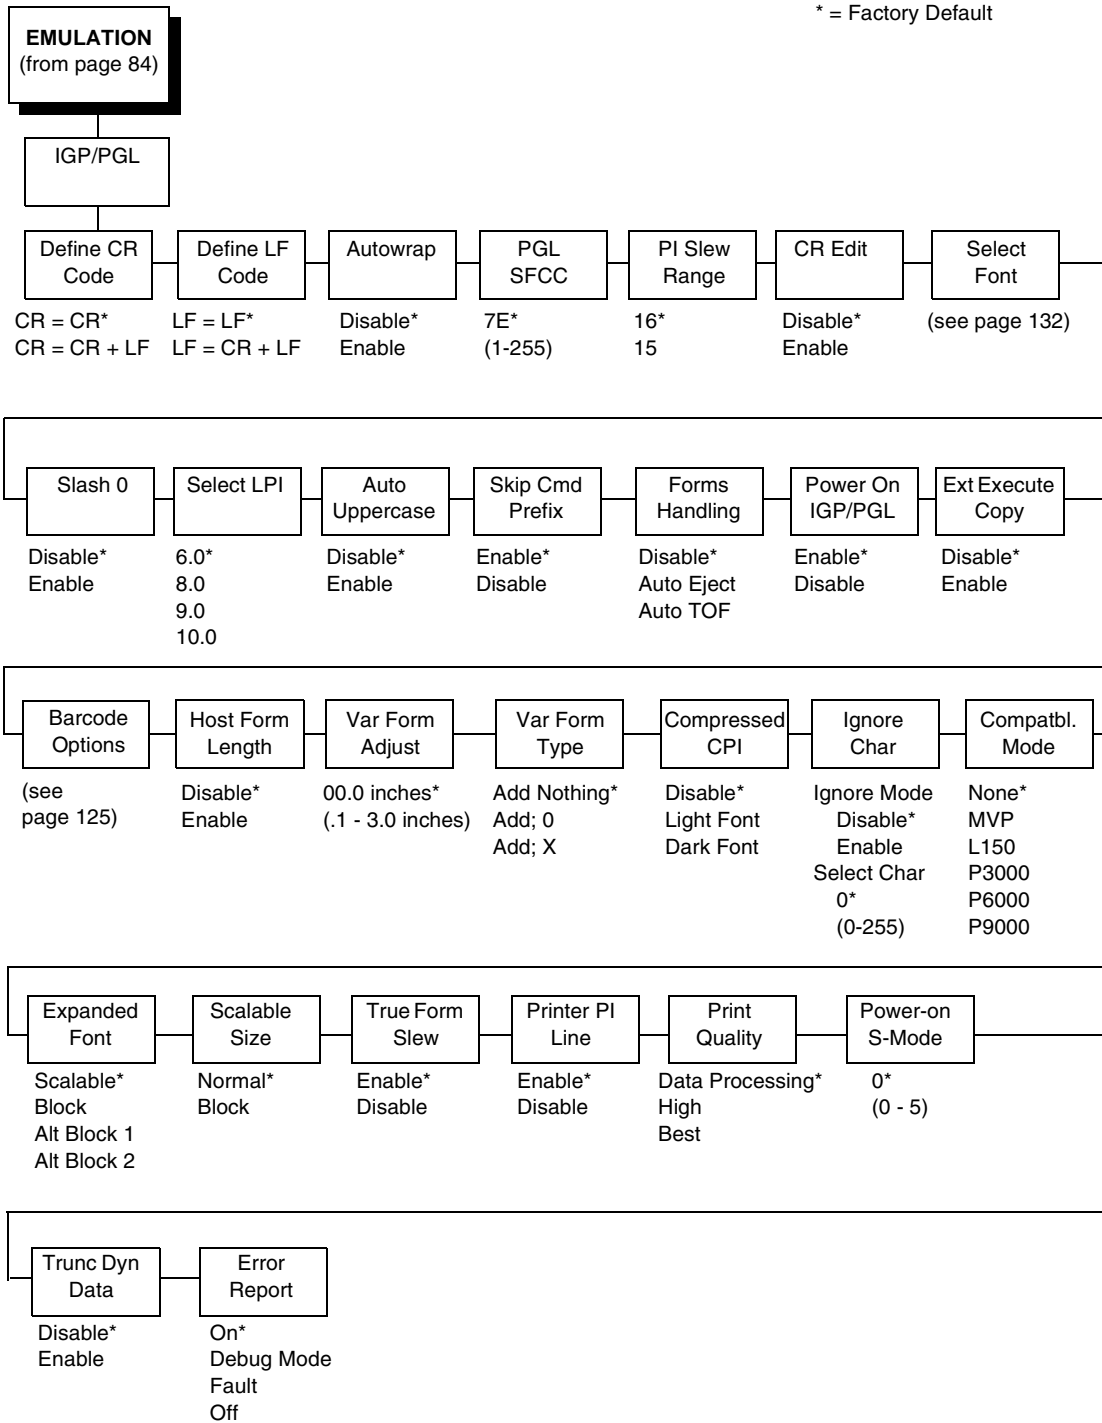 * = Factory Default
EMULATION
(from page 84)
IGP/PGL
Define CR
Code
CR = CR*
CR = CR + LF
Define LF
Code
LF = LF*
LF = CR + LF
Autowrap
Disable*
Enable
PGL
SFCC
7E*
(1-255)
PI Slew
Range
16*
15
CR Edit
Disable*
Enable
Select
Font
(see page 132)
Slash 0
Disable*
Enable
Select LPI
6.0*
8.0
9.0
10.0
Auto
Uppercase
Disable*
Enable
Skip Cmd
Prefix
Enable*
Disable
Forms
Handling
Disable*
Auto Eject
Auto TOF
Power On
IGP/PGL
Enable*
Disable
Ext Execute
Copy
Disable*
Enable
Barcode
Options
(see
page 125)
Host Form
Length
Disable*
Enable
Var Form
Adjust
00.0 inches*
(.1 - 3.0 inches)
Var Form
Type
Add Nothing*
Add; 0
Add; X
Compressed
CPI
Disable*
Light Font
Dark Font
Ignore
Char
Ignore Mode
Disable*
Enable
Select Char
0*
(0-255)
Compatbl.
Mode
None*
MVP
L150
P3000
P6000
P9000
Expanded
Font
Scalable*
Block
Alt Block 1
Alt Block 2
Scalable
Size
Normal*
Block
True Form
Slew
Enable*
Disable
Printer PI
Line
Enable*
Disable
Print
Quality
Data Processing*
High
Best
Power-on
S-Mode
0*
(0 - 5)
Trunc Dyn
Data
Disable*
Enable
Error
Report
On*
Debug Mode
Fault
Off